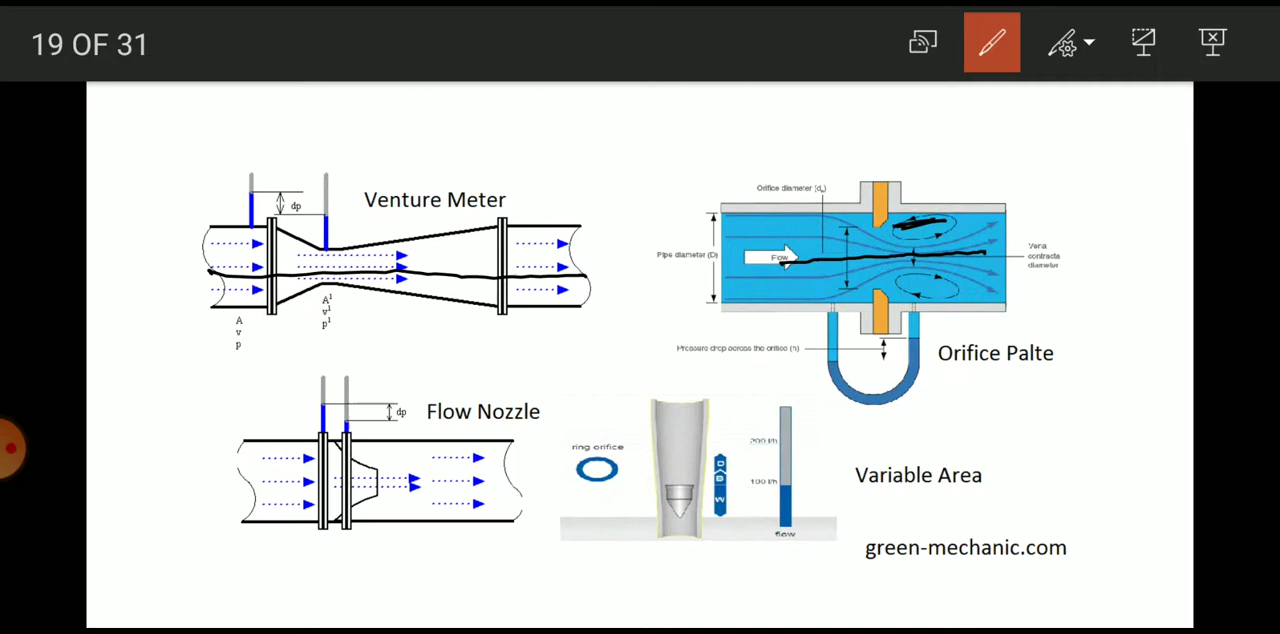 19 OF 31
dp
Venture Meter
A
v
p
A¹
v¹
p¹
Orifice diameter (dₒ)
Pipe diameter (D)
Flow
Vena
contracta
diameter
Pressure drop across the orifice (h)
Orifice Palte
dp
Flow Nozzle
ring orifice
D
B
W
200 l/h
100 l/h
flow
Variable Area
green-mechanic.com